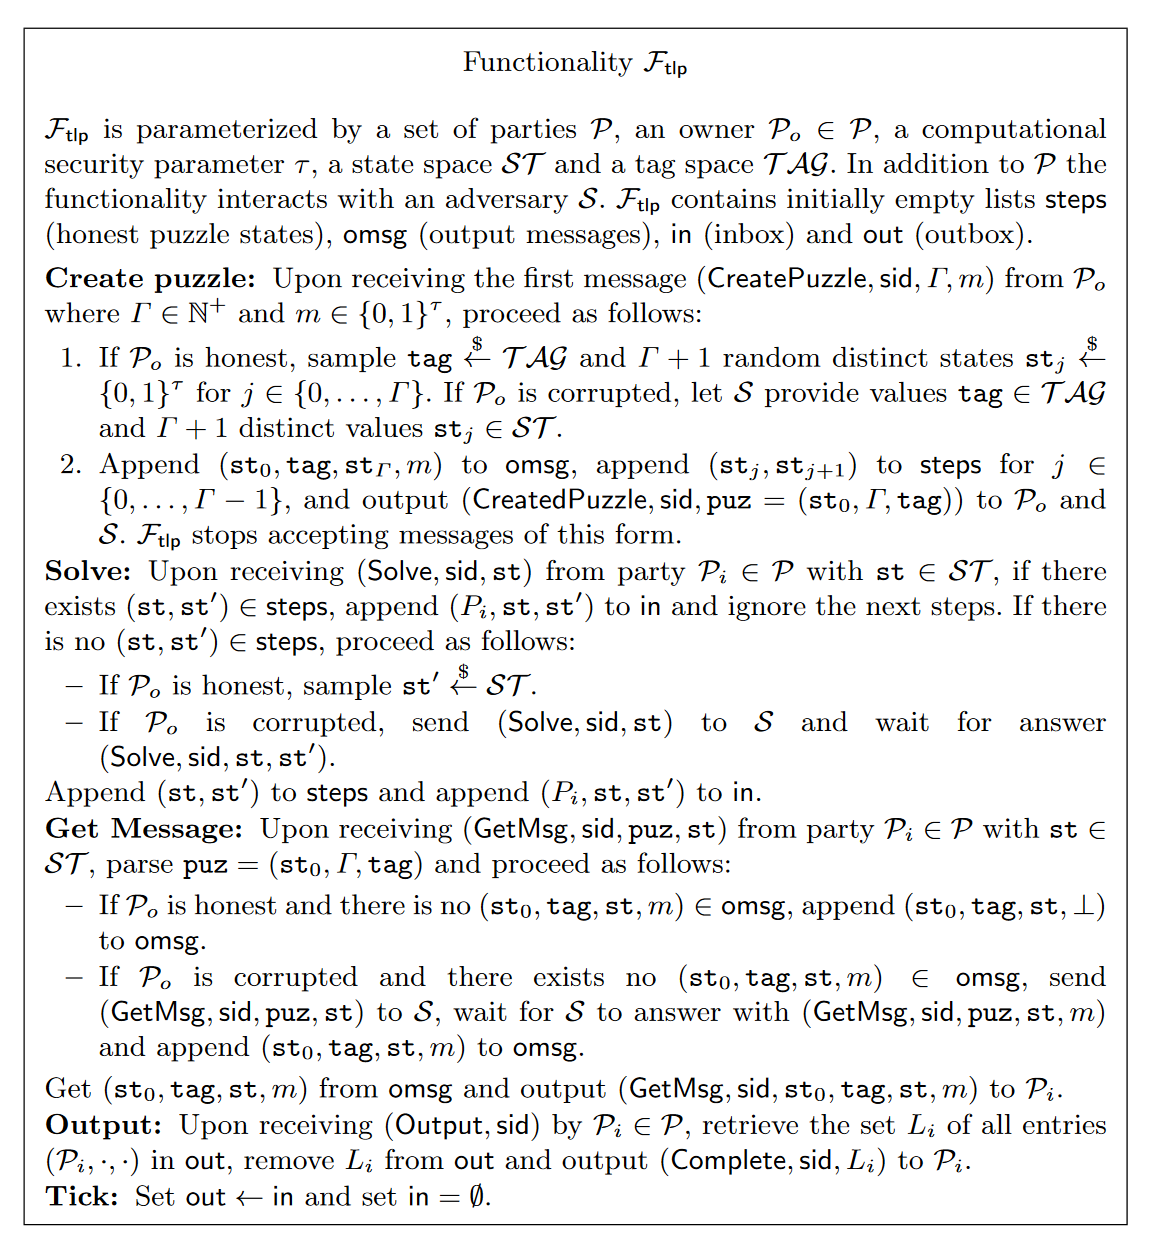 Functionality 𝓕ₜₗₚ
𝓕ₜₗₚ is parameterized by a set of parties 𝒫, an owner 𝒫ₒ ∈ 𝒫, a computational
security parameter τ, a state space 𝒮𝒯 and a tag space 𝒯𝒜𝒢. In addition to 𝒫 the
functionality interacts with an adversary 𝒮. 𝓕ₜₗₚ contains initially empty lists steps
(honest puzzle states), omsg (output messages), in (inbox) and out (outbox).
Create puzzle: Upon receiving the first message (CreatePuzzle, sid, Γ, m) from 𝒫ₒ
where Γ ∈ ℕ⁺ and m ∈ {0, 1}^τ, proceed as follows:
1. If 𝒫ₒ is honest, sample tag ←$ 𝒯𝒜𝒢 and Γ + 1 random distinct states st_j ←$
{0, 1}^τ for j ∈ {0, . . . , Γ}. If 𝒫ₒ is corrupted, let 𝒮 provide values tag ∈ 𝒯𝒜𝒢
and Γ + 1 distinct values st_j ∈ 𝒮𝒯.
2. Append (st₀, tag, st_Γ, m) to omsg, append (st_j, st_{j+1}) to steps for j ∈
{0, . . . , Γ − 1}, and output (CreatedPuzzle, sid, puz = (st₀, Γ, tag)) to 𝒫ₒ and
𝒮. 𝓕ₜₗₚ stops accepting messages of this form.
Solve: Upon receiving (Solve, sid, st) from party 𝒫ᵢ ∈ 𝒫 with st ∈ 𝒮𝒯, if there
exists (st, st′) ∈ steps, append (Pᵢ, st, st′) to in and ignore the next steps. If there
is no (st, st′) ∈ steps, proceed as follows:
– If 𝒫ₒ is honest, sample st′ ←$ 𝒮𝒯.
– If 𝒫ₒ is corrupted, send (Solve, sid, st) to 𝒮 and wait for answer
(Solve, sid, st, st′).
Append (st, st′) to steps and append (Pᵢ, st, st′) to in.
Get Message: Upon receiving (GetMsg, sid, puz, st) from party 𝒫ᵢ ∈ 𝒫 with st ∈
𝒮𝒯, parse puz = (st₀, Γ, tag) and proceed as follows:
– If 𝒫ₒ is honest and there is no (st₀, tag, st, m) ∈ omsg, append (st₀, tag, st, ⊥)
to omsg.
– If 𝒫ₒ is corrupted and there exists no (st₀, tag, st, m) ∈ omsg, send
(GetMsg, sid, puz, st) to 𝒮, wait for 𝒮 to answer with (GetMsg, sid, puz, st, m)
and append (st₀, tag, st, m) to omsg.
Get (st₀, tag, st, m) from omsg and output (GetMsg, sid, st₀, tag, st, m) to 𝒫ᵢ.
Output: Upon receiving (Output, sid) by 𝒫ᵢ ∈ 𝒫, retrieve the set Lᵢ of all entries
(𝒫ᵢ, ·, ·) in out, remove Lᵢ from out and output (Complete, sid, Lᵢ) to 𝒫ᵢ.
Tick: Set out ← in and set in = ∅.